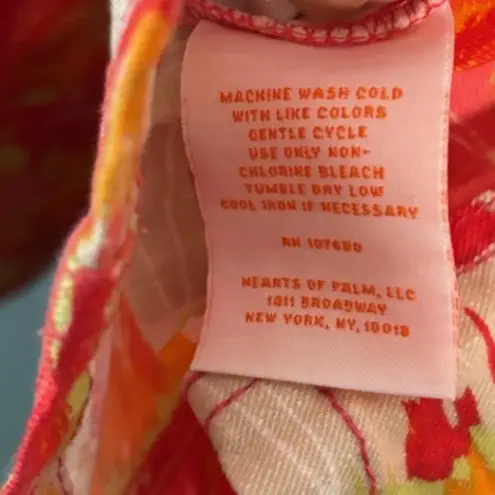 MACHINE WASH COLD
WITH LIKE COLORS
GENTLE CYCLE
USE ONLY NON-
CHLORINE BLEACH
TUMBLE DRY LOW
COOL IRON IF NECESSARY
RN 107680
HEARTS OF PALM, LLC
1411 BROADWAY
NEW YORK, NY, 10018